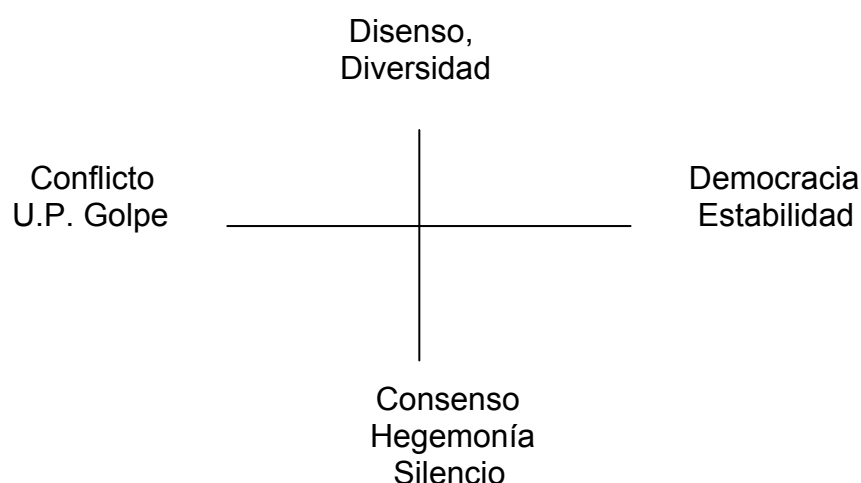 Disenso,
Diversidad
Conflicto
U.P. Golpe
Democracia
Estabilidad
Consenso
Hegemonía
Silencio